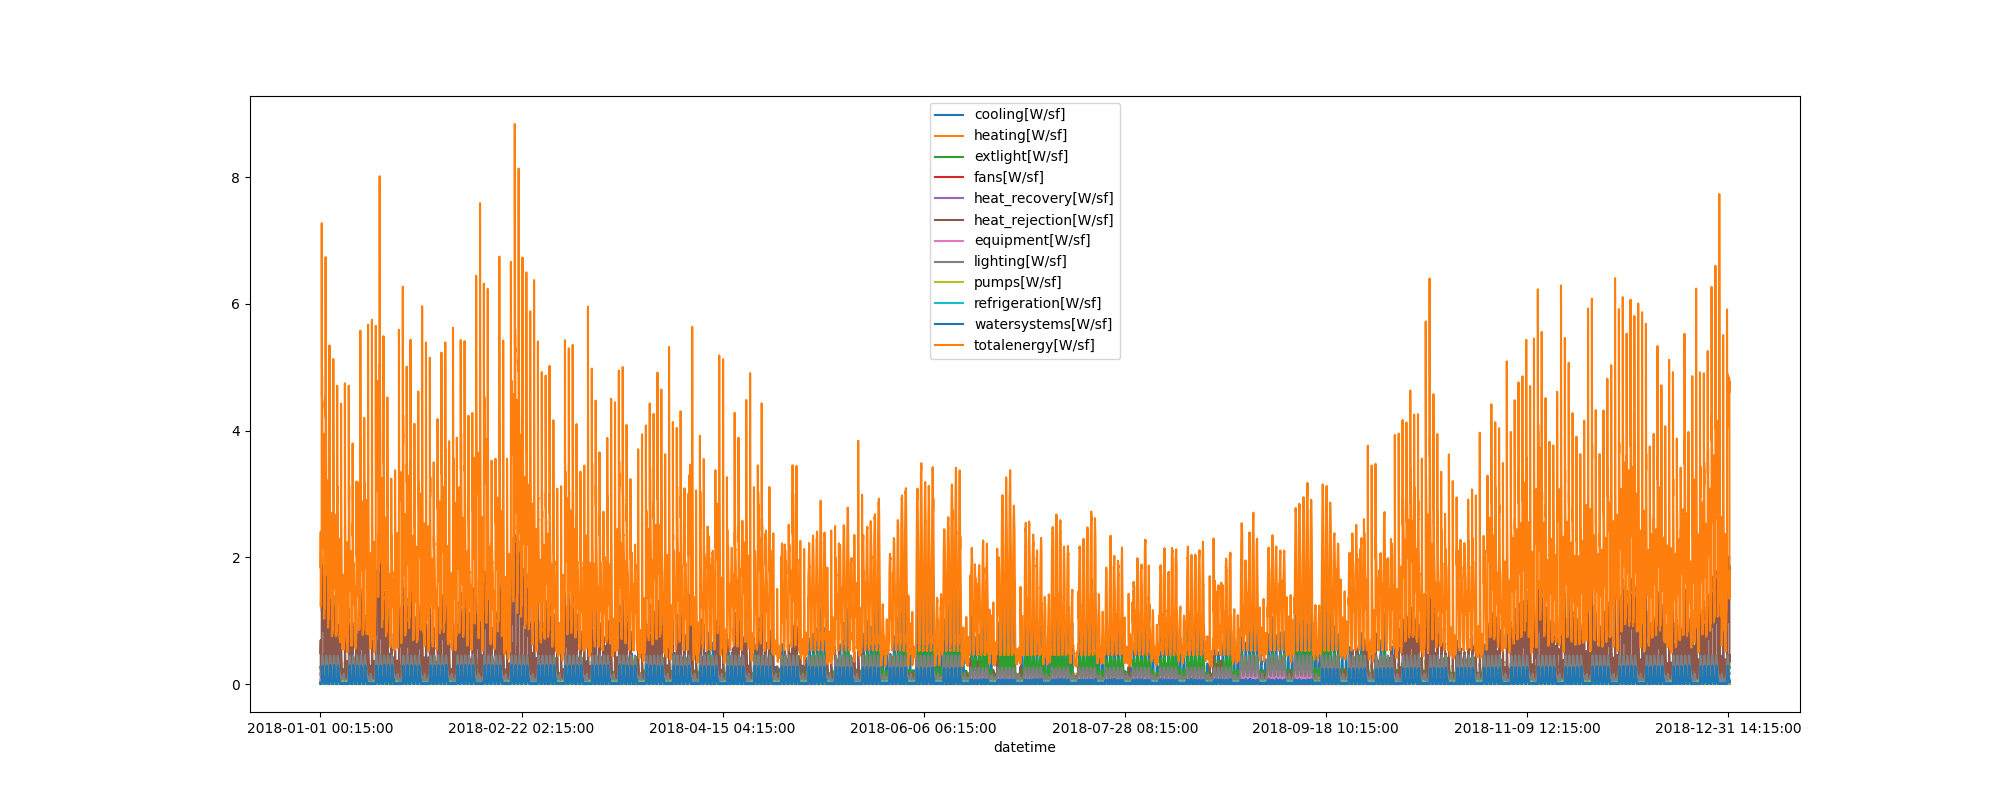 cooling[W/sf]
heating[W/sf]
extlight[W/sf]
fans[W/sf]
heat_recovery[W/sf]
heat_rejection[W/sf]
equipment[W/sf]
lighting[W/sf]
pumps[W/sf]
refrigeration[W/sf]
watersystems[W/sf]
totalenergy[W/sf]
8
6
4
2
0
2018-01-01 00:15:00 2018-02-22 02:15:00 2018-04-15 04:15:00 2018-06-06 06:15:00 2018-07-28 08:15:00 2018-09-18 10:15:00 2018-11-09 12:15:00 2018-12-31 14:15:00
datetime